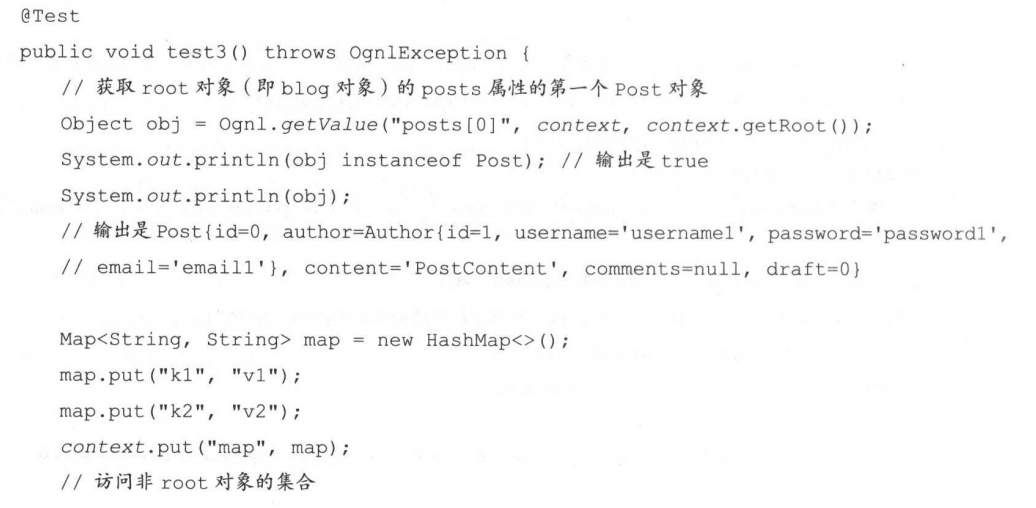 @Test
public void test3() throws OgnlException {
// 获取 root 对象（即 blog 对象）的 posts 属性的第一个 Post 对象
Object obj = Ognl.getValue("posts[0]", context, context.getRoot());
System.out.println(obj instanceof Post); // 输出是 true
System.out.println(obj);
// 输出是 Post{id=0, author=Author{id=1, username='username1', password='password1',
// email='email1'}, content='PostContent', comments=null, draft=0}
Map<String, String> map = new HashMap<>();
map.put("k1", "v1");
map.put("k2", "v2");
context.put("map", map);
// 访问非 root 对象的集合